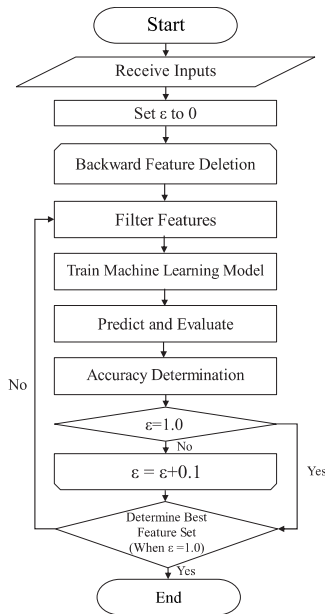 Start
Receive Inputs
Set ε to 0
Backward Feature Deletion
Filter Features
Train Machine Learning Model
Predict and Evaluate
No
Accuracy Determination
ε=1.0
No
ε = ε+0.1
Yes
Determine Best
Feature Set
(When ε =1.0)
Yes
End